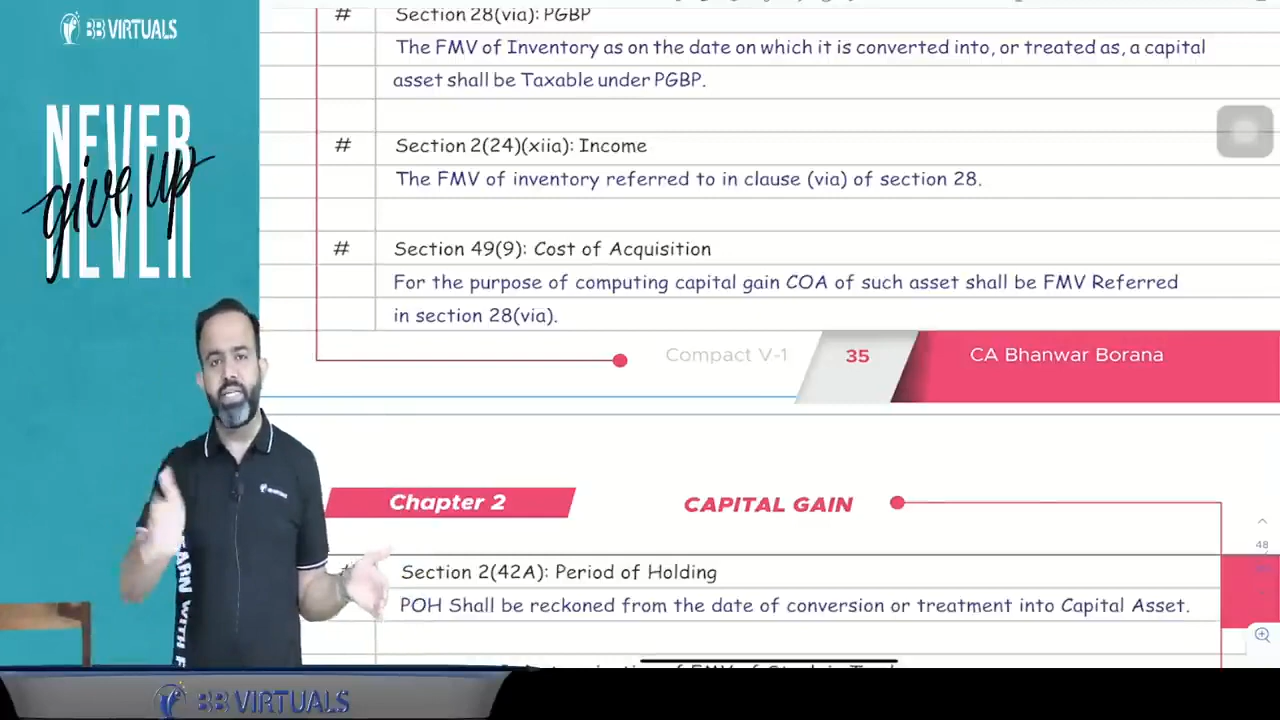 BB VIRTUALS
NEVER
give up
NEVER
# Section 28(via): PGBP
The FMV of Inventory as on the date on which it is converted into, or treated as, a capital
asset shall be Taxable under PGBP.
# Section 2(24)(xiia): Income
The FMV of inventory referred to in clause (via) of section 28.
# Section 49(9): Cost of Acquisition
For the purpose of computing capital gain COA of such asset shall be FMV Referred
in section 28(via).
Compact V-1 35 CA Bhanwar Borana
Chapter 2 CAPITAL GAIN
48
# Section 2(42A): Period of Holding
POH Shall be reckoned from the date of conversion or treatment into Capital Asset.
EARN WITH F
BB VIRTUALS